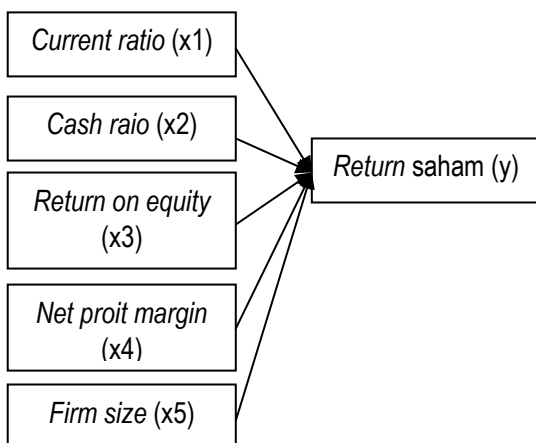 Current ratio (x1)
Cash raio (x2)
Return saham (y)
Return on equity
(x3)
Net proit margin
(x4)
Firm size (x5)